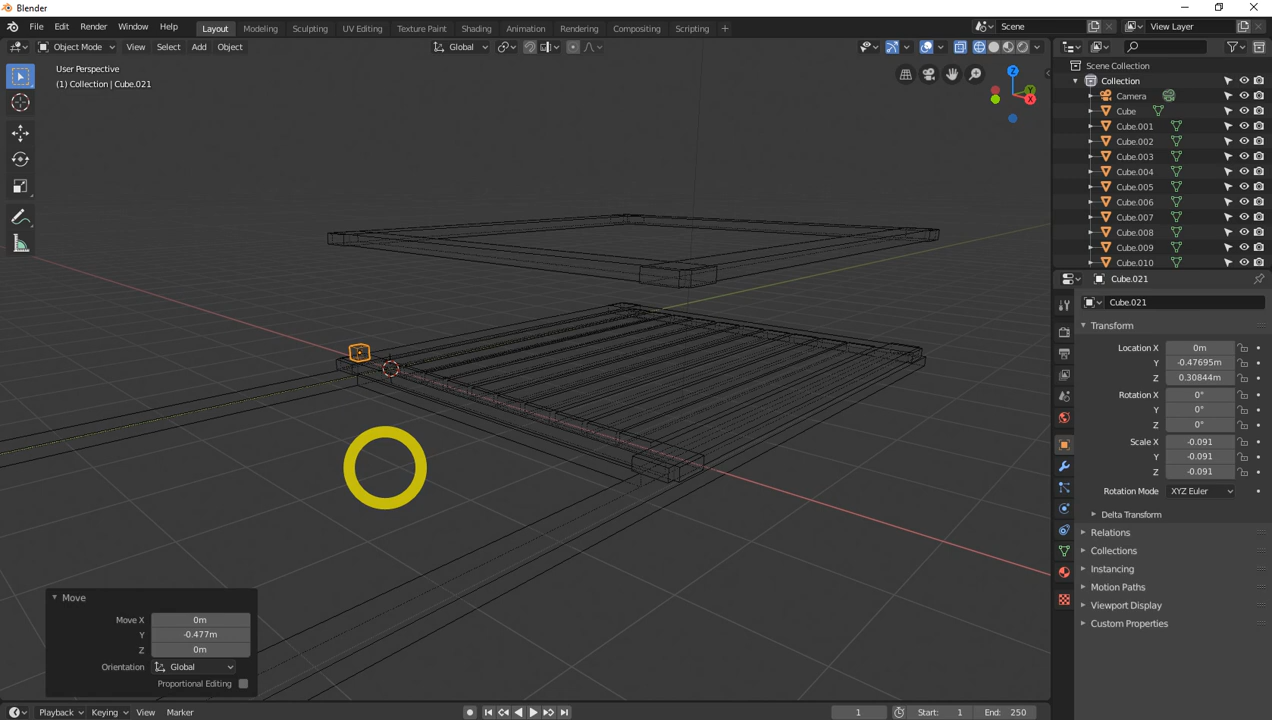 Blender
File Edit Render Window Help Layout Modeling Sculpting UV Editing Texture Paint Shading Animation Rendering Compositing Scripting + Scene View Layer
Object Mode View Select Add Object Global
User Perspective
(1) Collection | Cube.021
Z
Y
X
Scene Collection
Collection
Camera
Cube
Cube.001
Cube.002
Cube.003
Cube.004
Cube.005
Cube.006
Cube.007
Cube.008
Cube.009
Cube.010
Cube.021
Cube.021
Transform
Location X 0m
Y -0.47695m
Z 0.30844m
Rotation X 0°
Y 0°
Z 0°
Scale X -0.091
Y -0.091
Z -0.091
Rotation Mode XYZ Euler
Delta Transform
Relations
Collections
Instancing
Motion Paths
Viewport Display
Custom Properties
Move
Move X 0m
Y -0.477m
Z 0m
Orientation Global
Proportional Editing
Playback Keying View Marker 1 Start: 1 End: 250